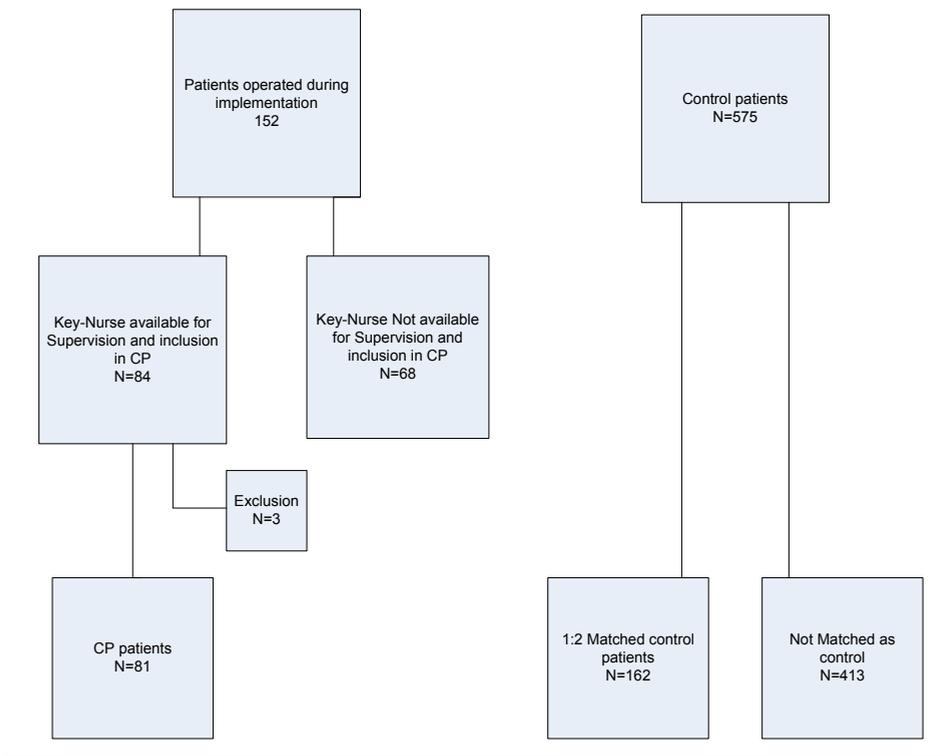 Patients operated during
implementation
152
Control patients
N=575
Key-Nurse available for
Supervision and inclusion
in CP
N=84
Key-Nurse Not available
for Supervision and
inclusion in CP
N=68
Exclusion
N=3
CP patients
N=81
1:2 Matched control
patients
N=162
Not Matched as
control
N=413